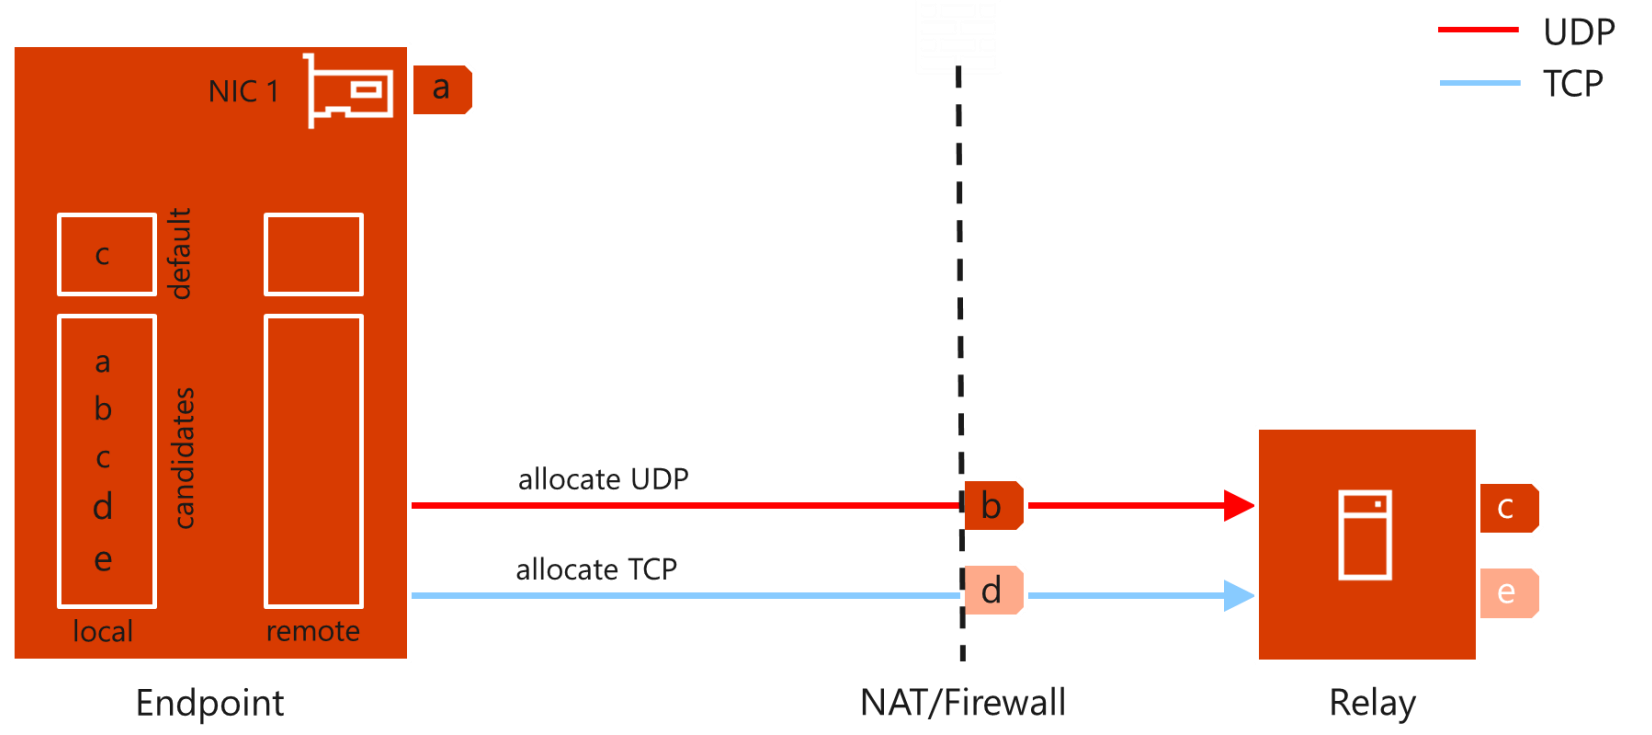 UDP
TCP
NIC 1
a
c
default
a
b
c
d
e
candidates
local
remote
allocate UDP
b
c
allocate TCP
d
e
Endpoint
NAT/Firewall
Relay